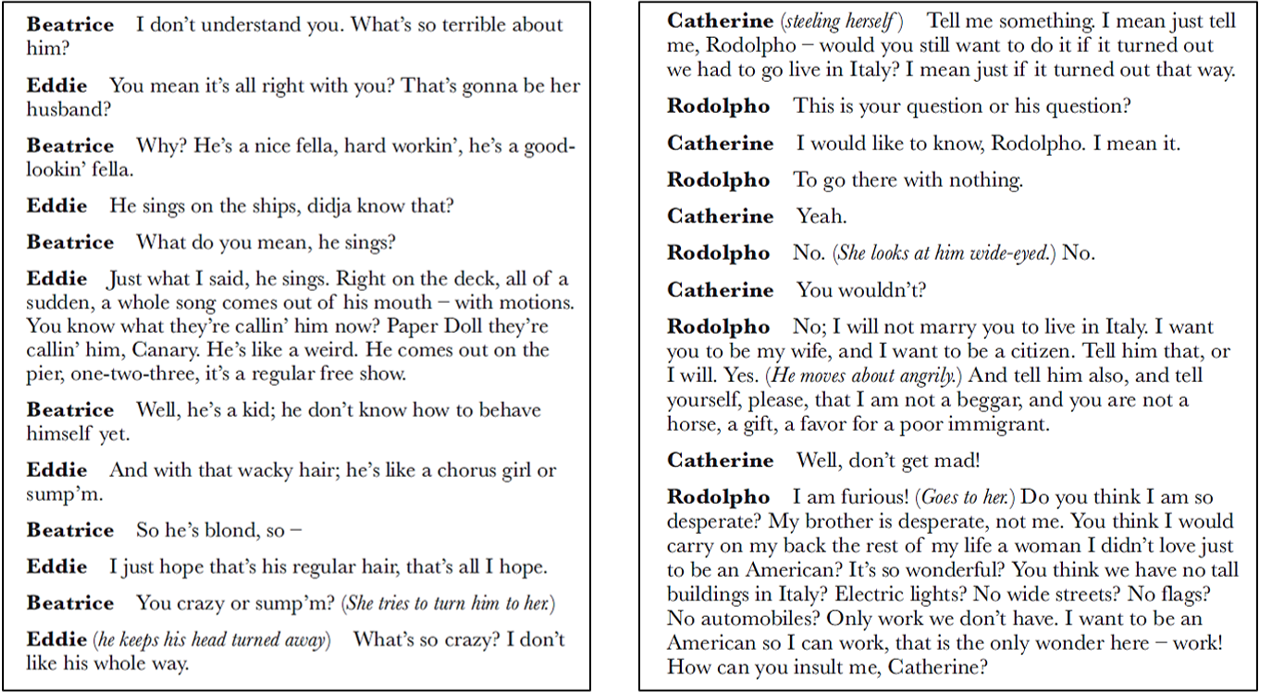 Beatrice I don't understand you. What's so terrible about
him?
Eddie You mean it's all right with you? That's gonna be her
husband?
Beatrice Why? He's a nice fella, hard workin', he's a good-
lookin' fella.
Eddie He sings on the ships, didja know that?
Beatrice What do you mean, he sings?
Eddie Just what I said, he sings. Right on the deck, all of a
sudden, a whole song comes out of his mouth – with motions.
You know what they're callin' him now? Paper Doll they're
callin' him, Canary. He's like a weird. He comes out on the
pier, one-two-three, it's a regular free show.
Beatrice Well, he's a kid; he don't know how to behave
himself yet.
Eddie And with that wacky hair; he's like a chorus girl or
sump'm.
Beatrice So he's blond, so –
Eddie I just hope that's his regular hair, that's all I hope.
Beatrice You crazy or sump'm? (She tries to turn him to her.)
Eddie (he keeps his head turned away) What's so crazy? I don't
like his whole way.
Catherine (steeling herself) Tell me something. I mean just tell
me, Rodolpho – would you still want to do it if it turned out
we had to go live in Italy? I mean just if it turned out that way.
Rodolpho This is your question or his question?
Catherine I would like to know, Rodolpho. I mean it.
Rodolpho To go there with nothing.
Catherine Yeah.
Rodolpho No. (She looks at him wide-eyed.) No.
Catherine You wouldn't?
Rodolpho No; I will not marry you to live in Italy. I want
you to be my wife, and I want to be a citizen. Tell him that, or
I will. Yes. (He moves about angrily.) And tell him also, and tell
yourself, please, that I am not a beggar, and you are not a
horse, a gift, a favor for a poor immigrant.
Catherine Well, don't get mad!
Rodolpho I am furious! (Goes to her.) Do you think I am so
desperate? My brother is desperate, not me. You think I would
carry on my back the rest of my life a woman I didn't love just
to be an American? It's so wonderful? You think we have no tall
buildings in Italy? Electric lights? No wide streets? No flags?
No automobiles? Only work we don't have. I want to be an
American so I can work, that is the only wonder here – work!
How can you insult me, Catherine?